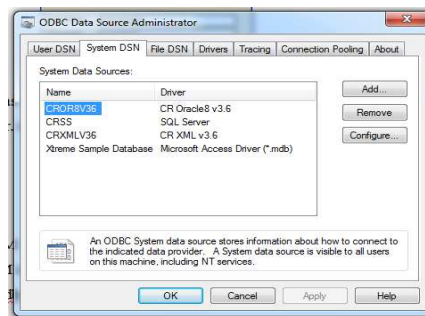 ODBC Data Source Administrator
User DSN System DSN File DSN Drivers Tracing Connection Pooling About
System Data Sources:
Name Driver Add...
CROR8V36 CR Oracle8 v3.6
CRSS SQL Server Remove
CRXMLV36 CR XML v3.6 Configure...
Xtreme Sample Database Microsoft Access Driver (*.mdb)
An ODBC System data source stores information about how to connect to
the indicated data provider. A System data source is visible to all users
on this machine, including NT services.
OK Cancel Apply Help